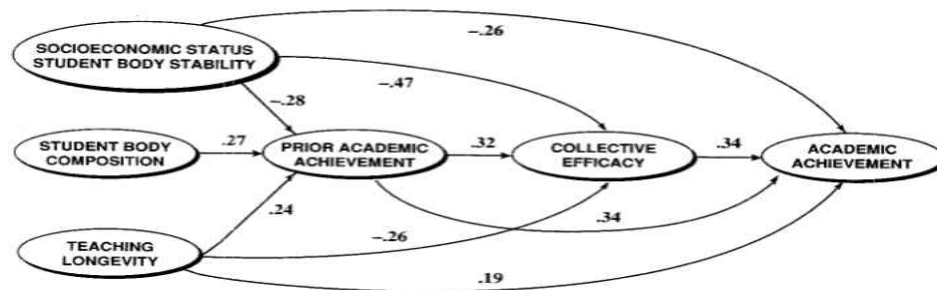 -.26
SOCIOECONOMIC STATUS
STUDENT BODY STABILITY
-.47
-.28
STUDENT BODY
COMPOSITION
.27
PRIOR ACADEMIC
ACHIEVEMENT
.32
COLLECTIVE
EFFICACY
.34
ACADEMIC
ACHIEVEMENT
.24
.34
TEACHING
LONGEVITY
-.26
.19